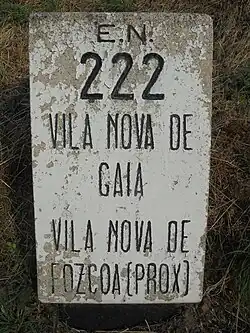 E.N.
222
VILA NOVA DE
GAIA
VILA NOVA DE
FOZCOA (PROX)